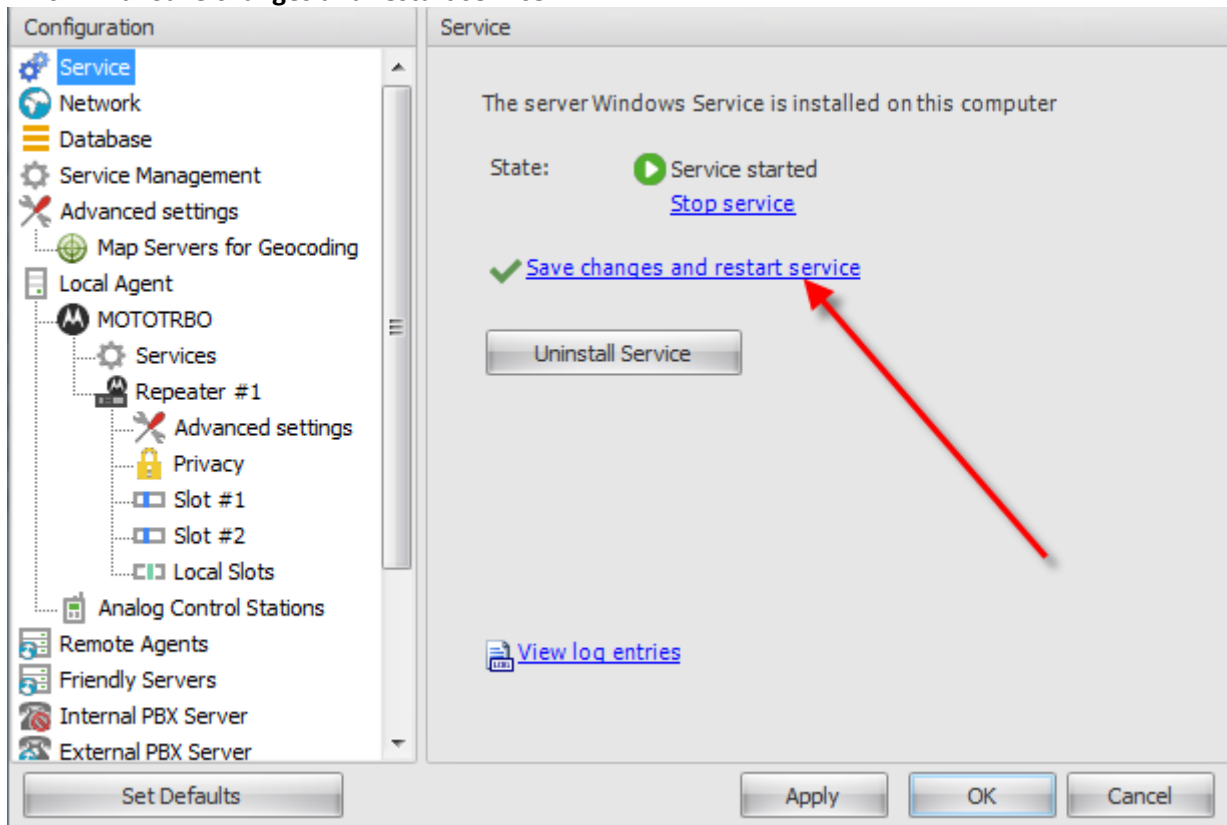 Configuration
Service
Network
Database
Service Management
Advanced settings
Map Servers for Geocoding
Local Agent
MOTOTRBO
Services
Repeater #1
Advanced settings
Privacy
Slot #1
Slot #2
Local Slots
Analog Control Stations
Remote Agents
Friendly Servers
Internal PBX Server
External PBX Server
Set Defaults
Service
The server Windows Service is installed on this computer
State: Service started
Stop service
Save changes and restart service
Uninstall Service
View log entries
Apply OK Cancel